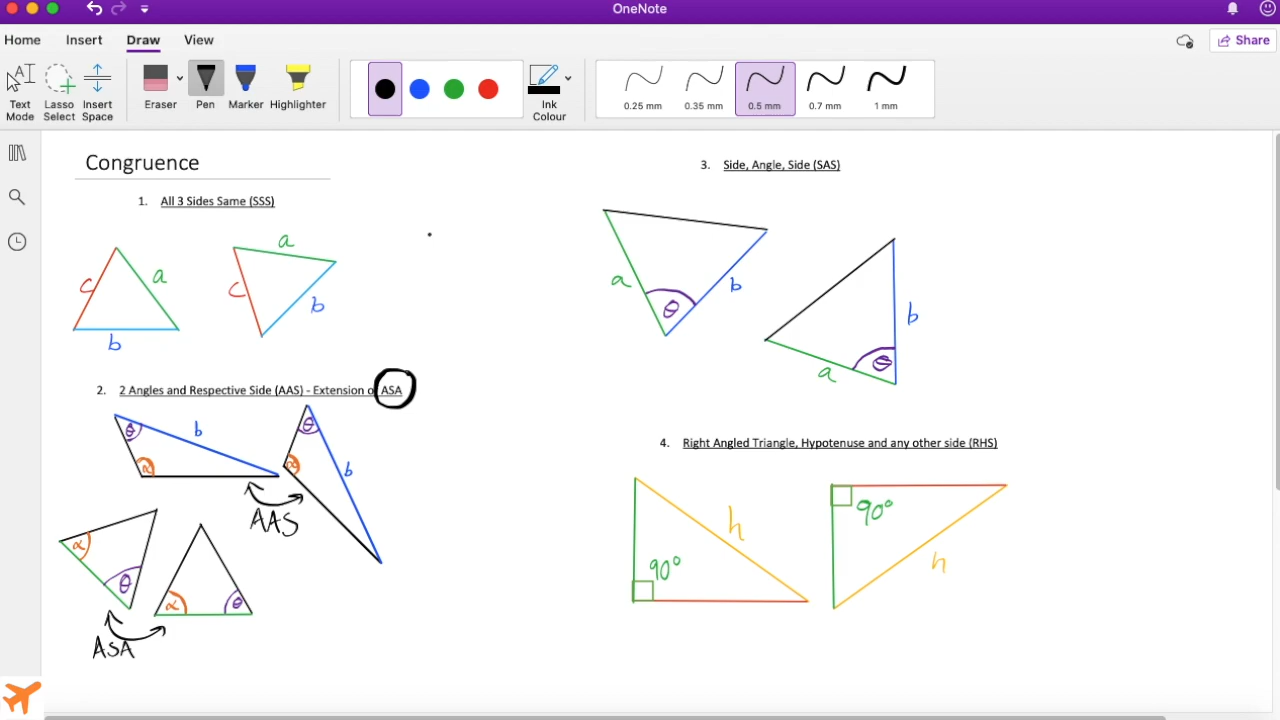 OneNote
Home Insert Draw View
Share
Text Mode
Lasso Select
Insert Space
Eraser
Pen
Marker
Highlighter
Ink Colour
0.25 mm
0.35 mm
0.5 mm
0.7 mm
1 mm
Congruence
1. All 3 Sides Same (SSS)
c
a
b
a
c
b
2. 2 Angles and Respective Side (AAS) - Extension o ASA
θ
b
α
θ
b
α
AAS
α
θ
α
θ
ASA
3. Side, Angle, Side (SAS)
a
θ
b
b
θ
a
4. Right Angled Triangle, Hypotenuse and any other side (RHS)
h
90°
90°
h